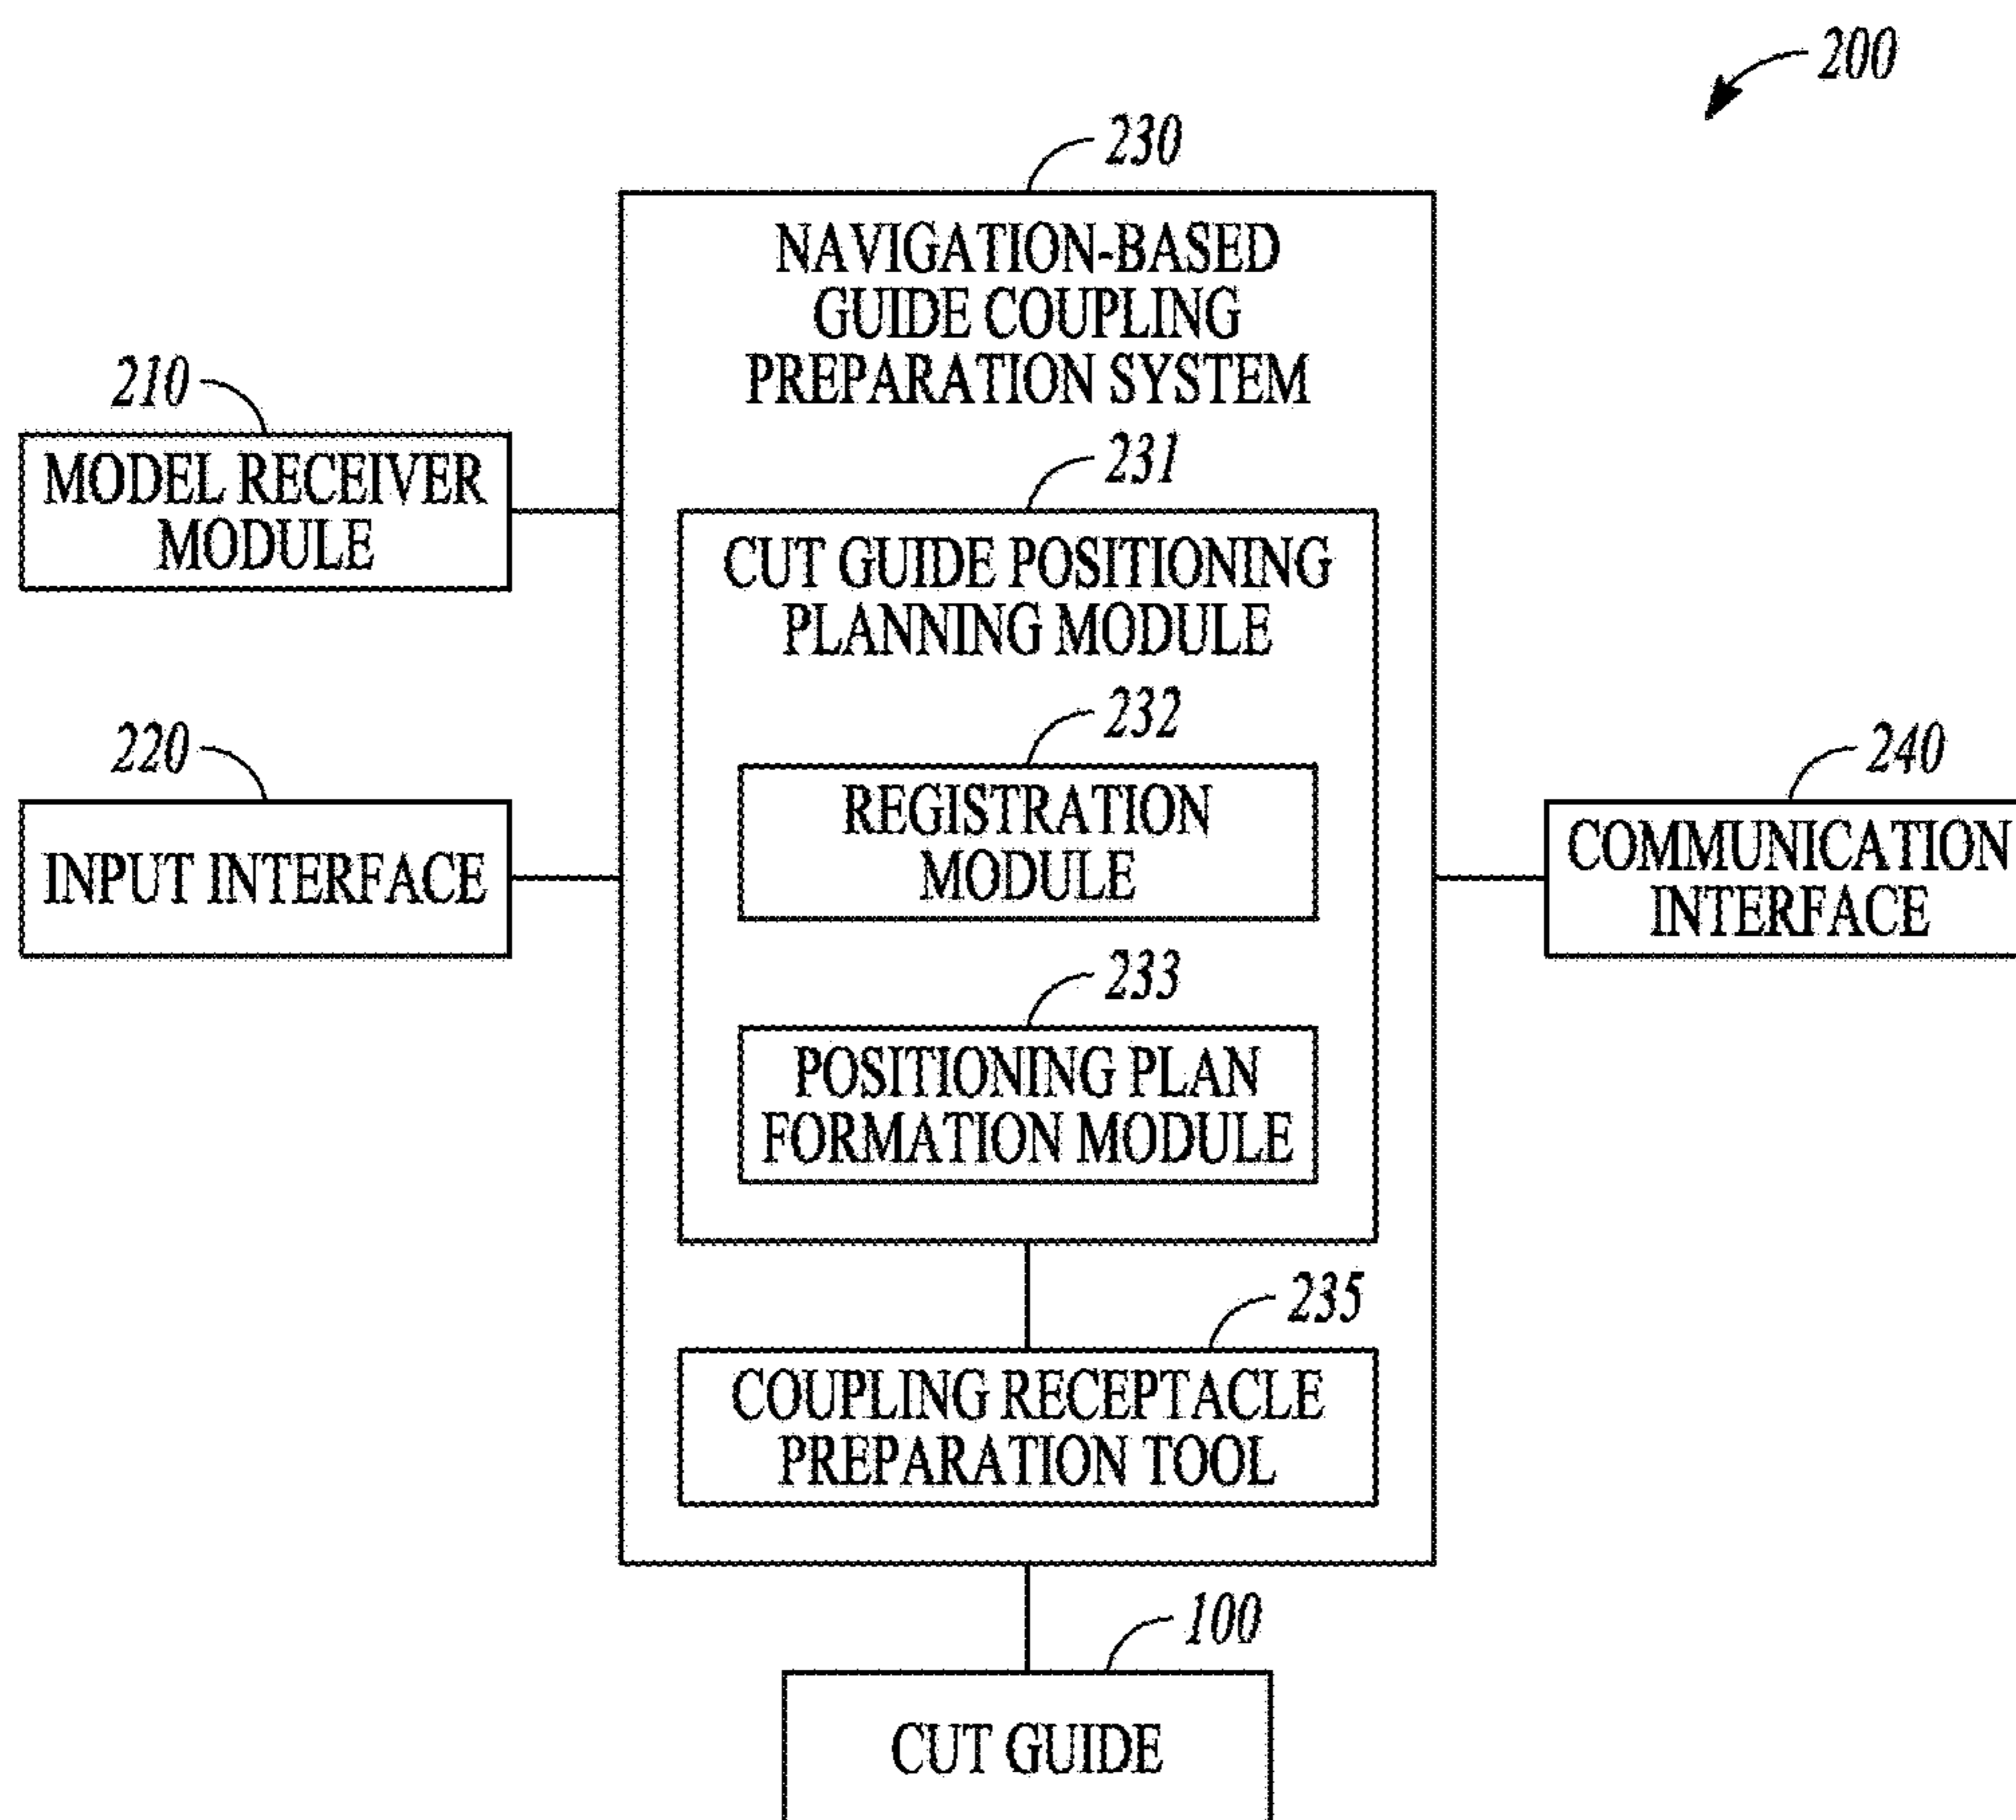 200
230
NAVIGATION-BASED
GUIDE COUPLING
PREPARATION SYSTEM
210
MODEL RECEIVER
MODULE
231
CUT GUIDE POSITIONING
PLANNING MODULE
232
REGISTRATION
MODULE
220
INPUT INTERFACE
240
COMMUNICATION
INTERFACE
233
POSITIONING PLAN
FORMATION MODULE
235
COUPLING RECEPTACLE
PREPARATION TOOL
100
CUT GUIDE